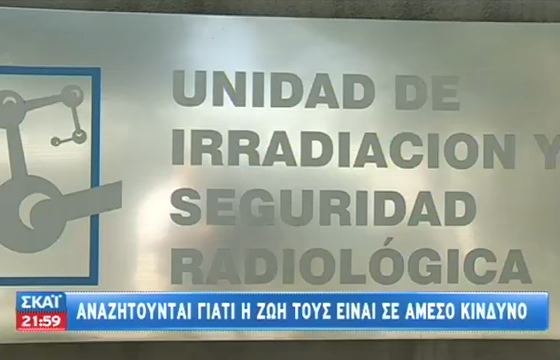 UNIDAD DE
IRRADIACION Y
SEGURIDAD
RADIOLÓGICA
ΣΚΑΪ
21:59
ΑΝΑΖΗΤΟΥΝΤΑΙ ΓΙΑΤΙ Η ΖΩΗ ΤΟΥΣ ΕΙΝΑΙ ΣΕ ΑΜΕΣΟ ΚΙΝΔΥΝΟ